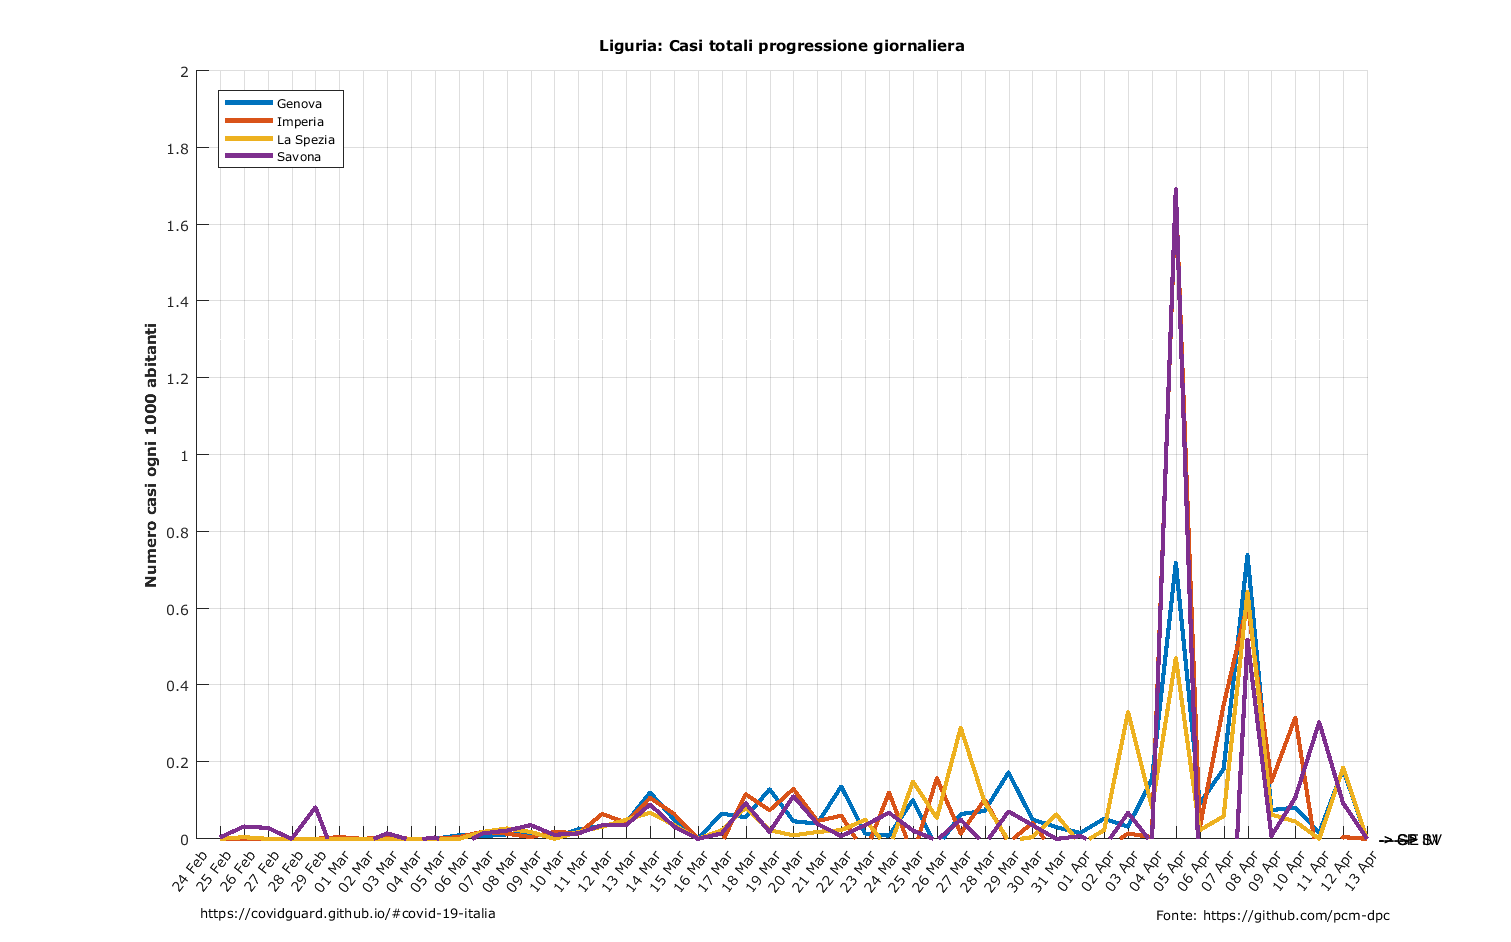 Liguria: Casi totali progressione giornaliera
Numero casi ogni 1000 abitanti
2
1.8
1.6
1.4
1.2
1
0.8
0.6
0.4
0.2
0
Genova
Imperia
La Spezia
Savona
24 Feb
25 Feb
26 Feb
27 Feb
28 Feb
29 Feb
01 Mar
02 Mar
03 Mar
04 Mar
05 Mar
06 Mar
07 Mar
08 Mar
09 Mar
10 Mar
11 Mar
12 Mar
13 Mar
14 Mar
15 Mar
16 Mar
17 Mar
18 Mar
19 Mar
20 Mar
21 Mar
22 Mar
23 Mar
24 Mar
25 Mar
26 Mar
27 Mar
28 Mar
29 Mar
30 Mar
31 Mar
01 Apr
02 Apr
03 Apr
04 Apr
05 Apr
06 Apr
07 Apr
08 Apr
09 Apr
10 Apr
11 Apr
12 Apr
13 Apr
https://covidguard.github.io/#covid-19-italia
Fonte: https://github.com/pcm-dpc